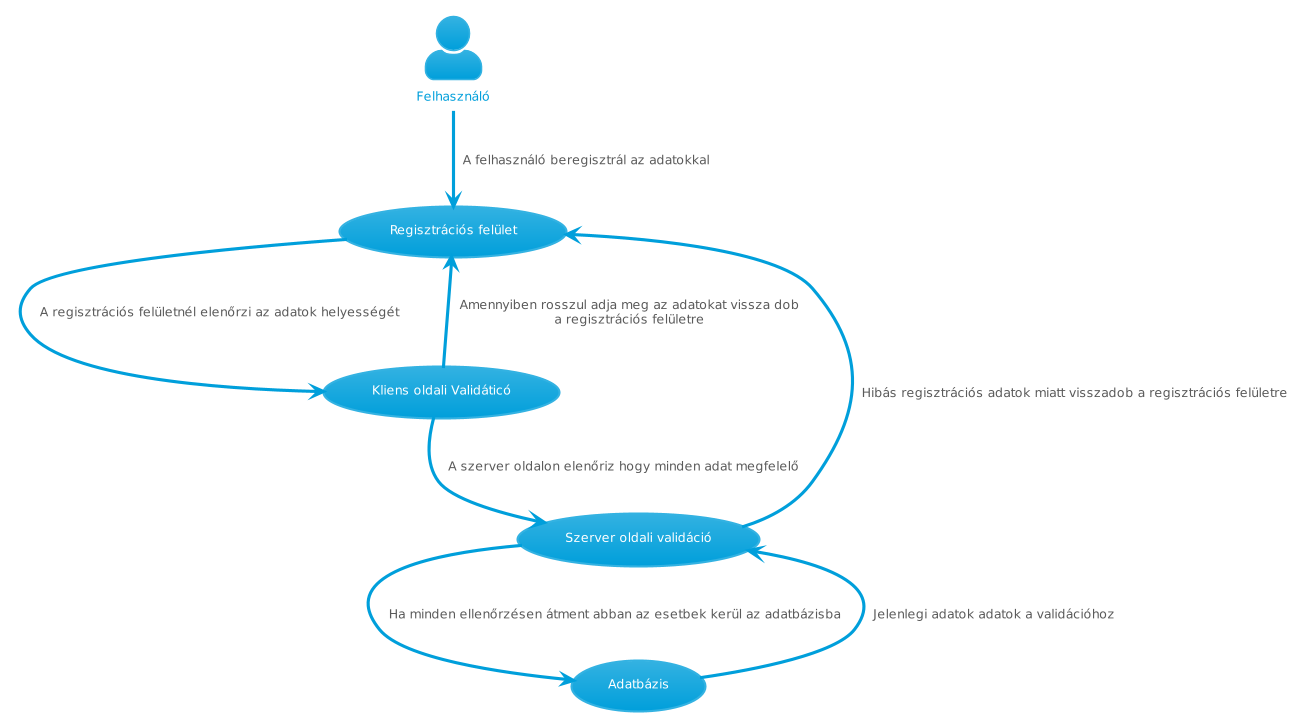 Felhasználó
A felhasználó beregisztrál az adatokkal
Regisztrációs felület
Amennyiben rosszul adja meg az adatokat vissza dob
a regisztrációs felületre
A regisztrációs felületnél elenőrzi az adatok helyességét
Kliens oldali Validáticó
Hibás regisztrációs adatok miatt visszadob a regisztrációs felületre
A szerver oldalon elenőriz hogy minden adat megfelelő
Szerver oldali validáció
Ha minden ellenőrzésen átment abban az esetbek kerül az adatbázisba
Jelenlegi adatok adatok a validációhoz
Adatbázis